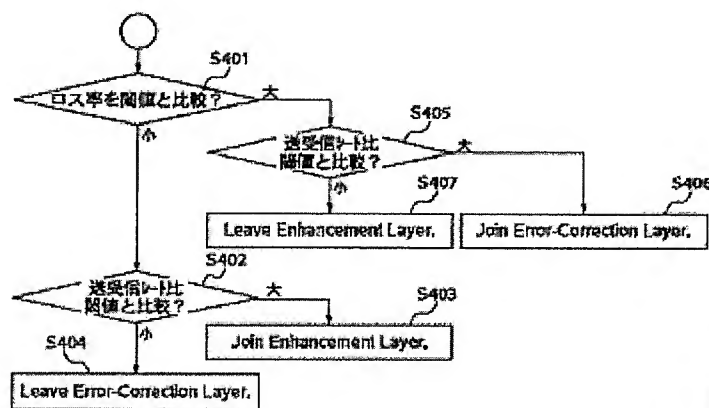 S401
ロス率を閾値と比較?
大
小
S405
送受信レート比
閾値と比較?
大
小
S407
Leave Enhancement Layer.
S406
Join Error-Correction Layer.
S402
送受信レート比
閾値と比較?
大
小
S403
Join Enhancement Layer.
S404
Leave Error-Correction Layer.